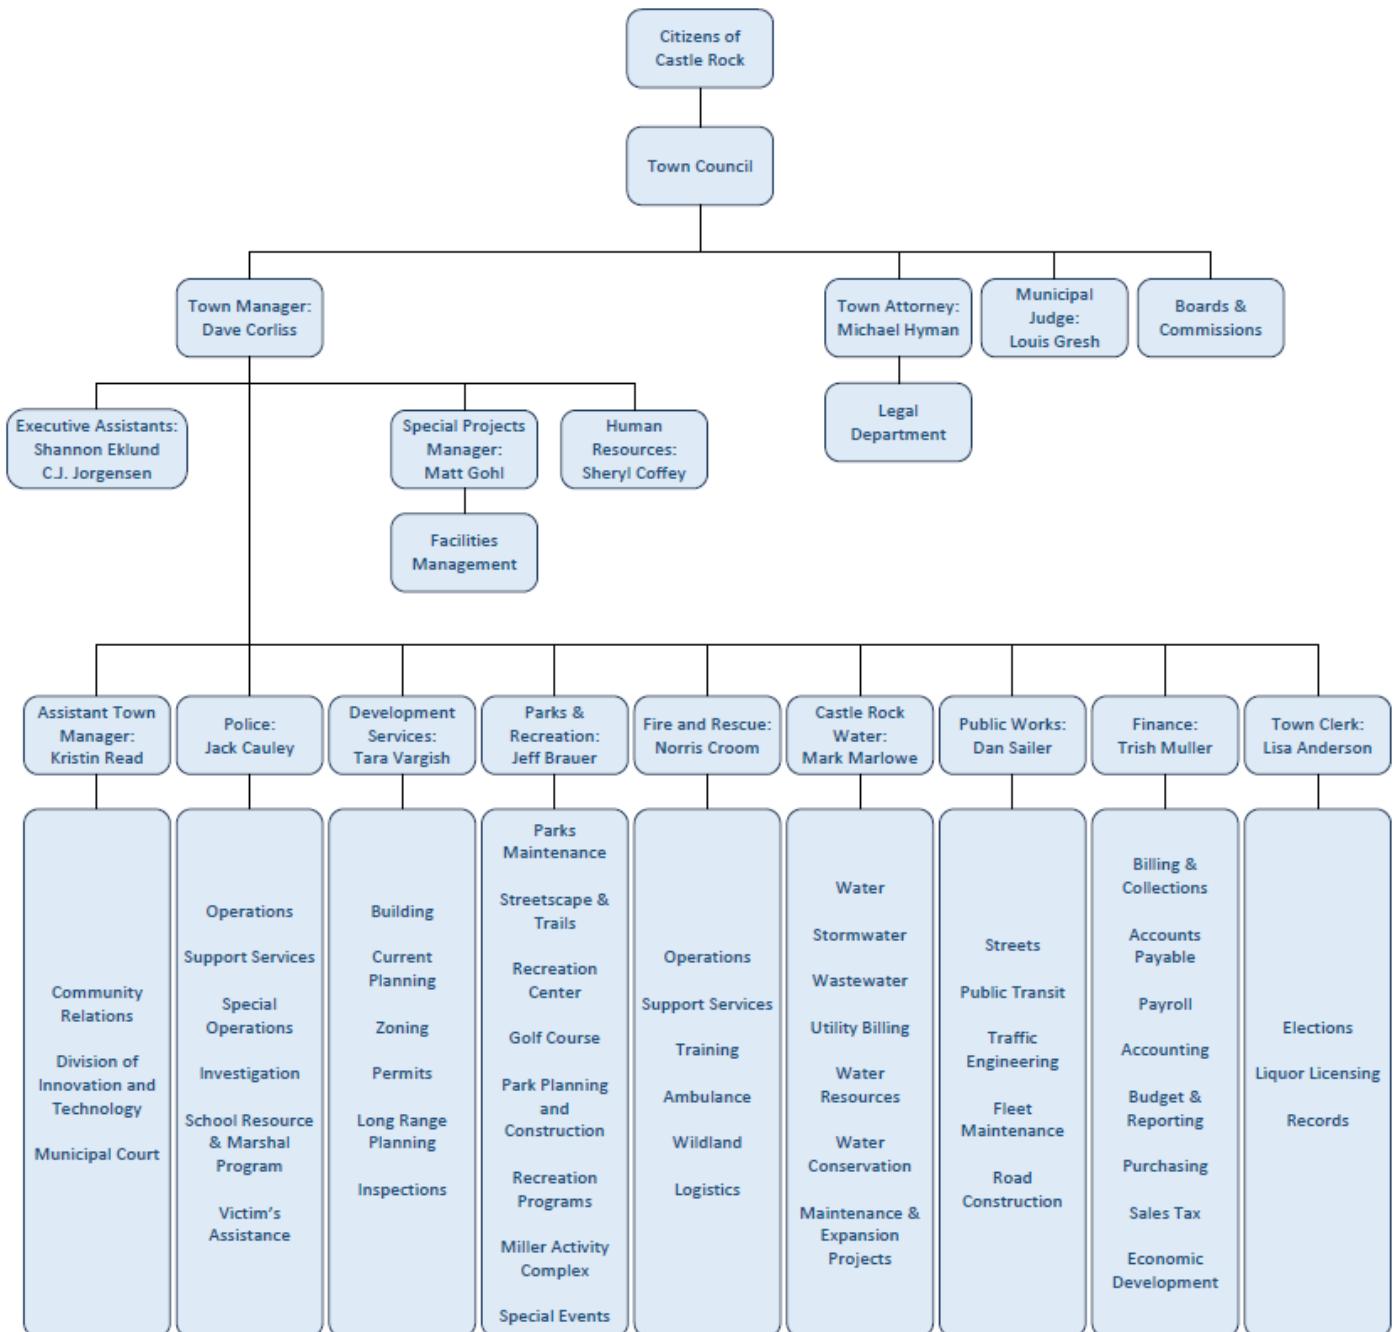 Citizens of
Castle Rock
Town Council
Town Manager:
Dave Corliss
Town Attorney:
Michael Hyman
Municipal
Judge:
Louis Gresh
Boards &
Commissions
Executive Assistants:
Shannon Eklund
C.J. Jorgensen
Special Projects
Manager:
Matt Gohl
Human
Resources:
Sheryl Coffey
Legal
Department
Facilities
Management
Assistant Town
Manager:
Kristin Read
Police:
Jack Cauley
Development
Services:
Tara Vargish
Parks &
Recreation:
Jeff Brauer
Fire and Rescue:
Norris Croom
Castle Rock
Water:
Mark Marlowe
Public Works:
Dan Sailer
Finance:
Trish Muller
Town Clerk:
Lisa Anderson
Community
Relations
Division of
Innovation and
Technology
Municipal Court
Operations
Support Services
Special
Operations
Investigation
School Resource
& Marshal
Program
Victim's
Assistance
Building
Current
Planning
Zoning
Permits
Long Range
Planning
Inspections
Parks
Maintenance
Streetscape &
Trails
Recreation
Center
Golf Course
Park Planning
and
Construction
Recreation
Programs
Miller Activity
Complex
Special Events
Operations
Support Services
Training
Ambulance
Wildland
Logistics
Water
Stormwater
Wastewater
Utility Billing
Water
Resources
Water
Conservation
Maintenance &
Expansion
Projects
Streets
Public Transit
Traffic
Engineering
Fleet
Maintenance
Road
Construction
Billing &
Collections
Accounts
Payable
Payroll
Accounting
Budget &
Reporting
Purchasing
Sales Tax
Economic
Development
Elections
Liquor Licensing
Records